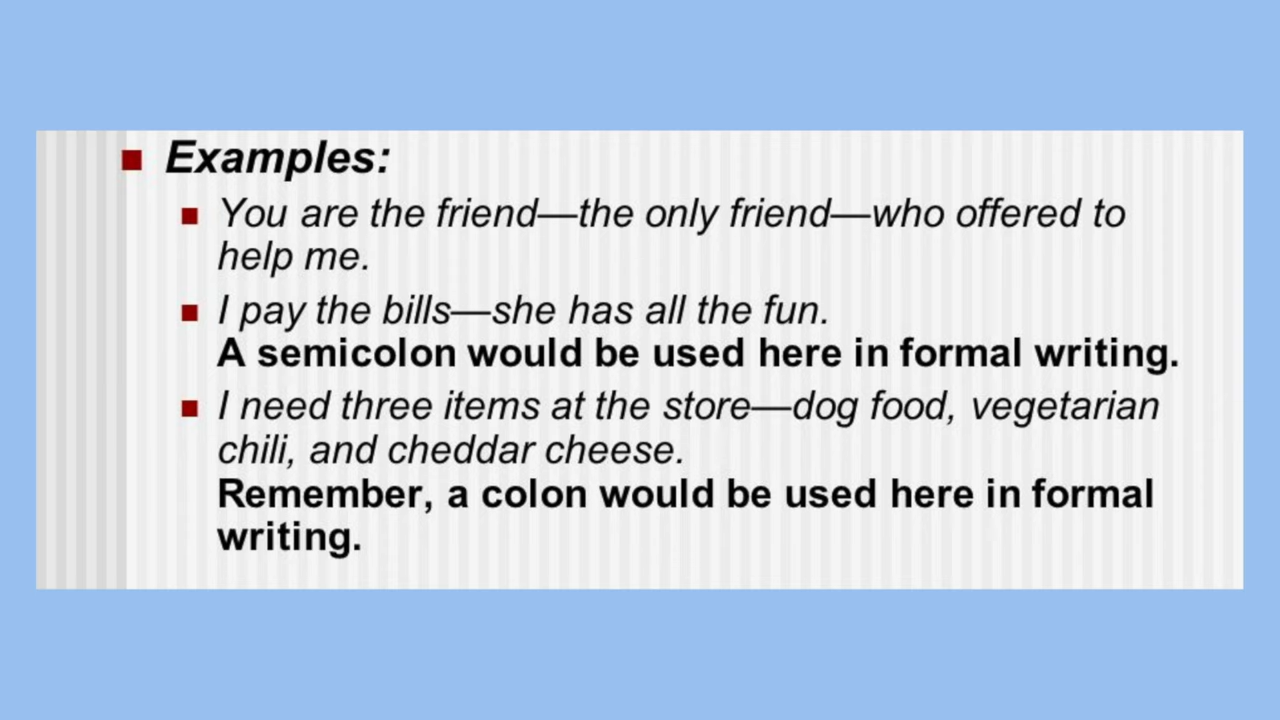 Examples:
You are the friend—the only friend—who offered to
help me.
I pay the bills—she has all the fun.
A semicolon would be used here in formal writing.
I need three items at the store—dog food, vegetarian
chili, and cheddar cheese.
Remember, a colon would be used here in formal
writing.